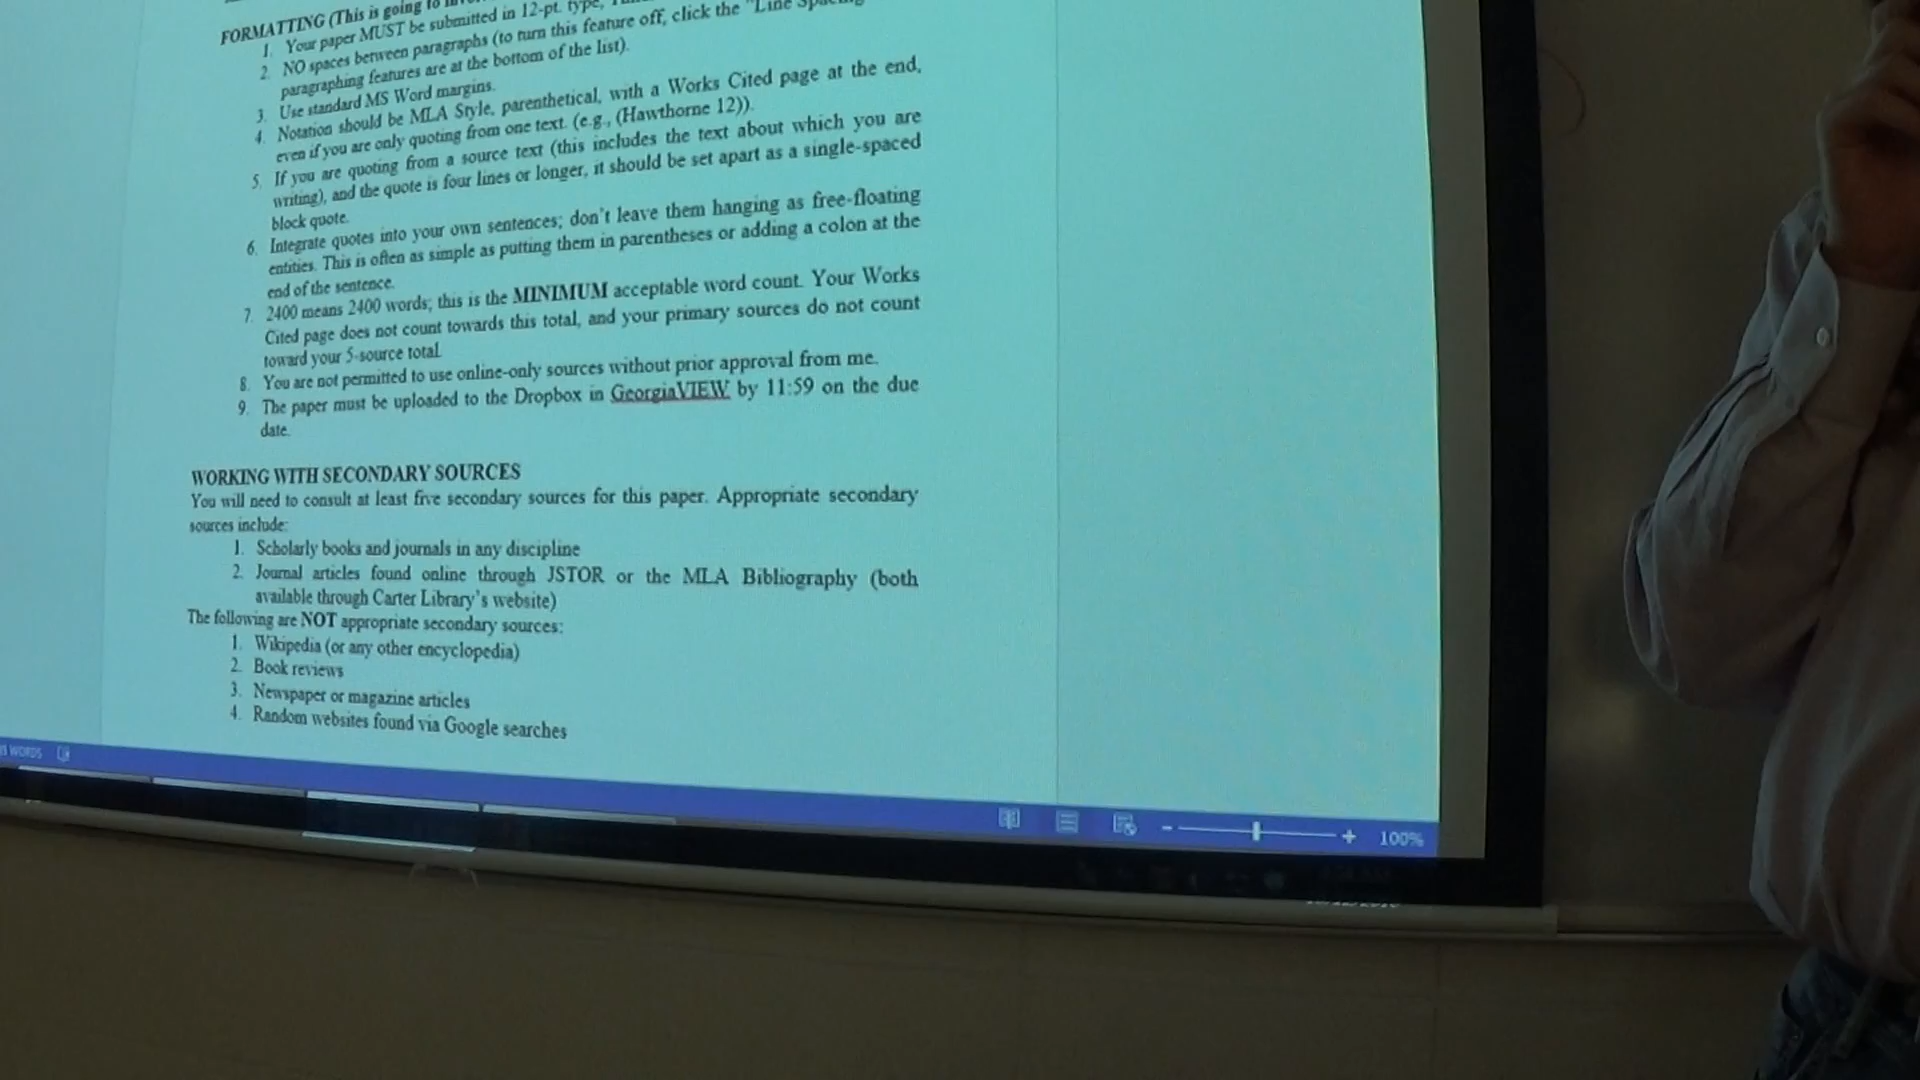 FORMATTING (This is going to
1. Your paper MUST be submitted in 12-pt. type,
2. NO spaces between paragraphs (to turn this feature off, click the "Line Spacing
paragraphing features are at the bottom of the list).
3. Use standard MS Word margins.
4. Notation should be MLA Style, parenthetical, with a Works Cited page at the end,
even if you are only quoting from one text. (e.g., (Hawthorne 12)).
5. If you are quoting from a source text (this includes the text about which you are
writing), and the quote is four lines or longer, it should be set apart as a single-spaced
block quote.
6. Integrate quotes into your own sentences; don't leave them hanging as free-floating
entities. This is often as simple as putting them in parentheses or adding a colon at the
end of the sentence.
7. 2400 means 2400 words; this is the MINIMUM acceptable word count. Your Works
Cited page does not count towards this total, and your primary sources do not count
toward your 5-source total.
8. You are not permitted to use online-only sources without prior approval from me.
9. The paper must be uploaded to the Dropbox in GeorgiaVIEW by 11:59 on the due
date.
WORKING WITH SECONDARY SOURCES
You will need to consult at least five secondary sources for this paper. Appropriate secondary
sources include:
1. Scholarly books and journals in any discipline
2. Journal articles found online through JSTOR or the MLA Bibliography (both
available through Carter Library's website)
The following are NOT appropriate secondary sources:
1. Wikipedia (or any other encyclopedia)
2. Book reviews
3. Newspaper or magazine articles
4. Random websites found via Google searches
WORDS
100%